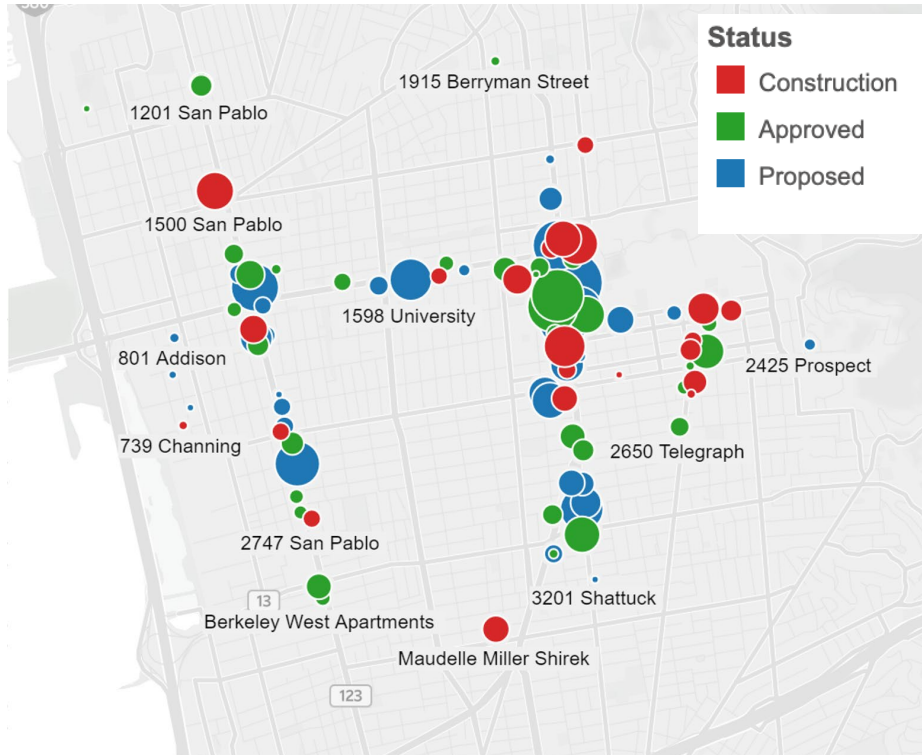 580
Status
Construction
Approved
Proposed
1915 Berryman Street
1201 San Pablo
1500 San Pablo
1598 University
801 Addison
2425 Prospect
739 Channing
2650 Telegraph
2747 San Pablo
3201 Shattuck
13
Berkeley West Apartments
Maudelle Miller Shirek
123